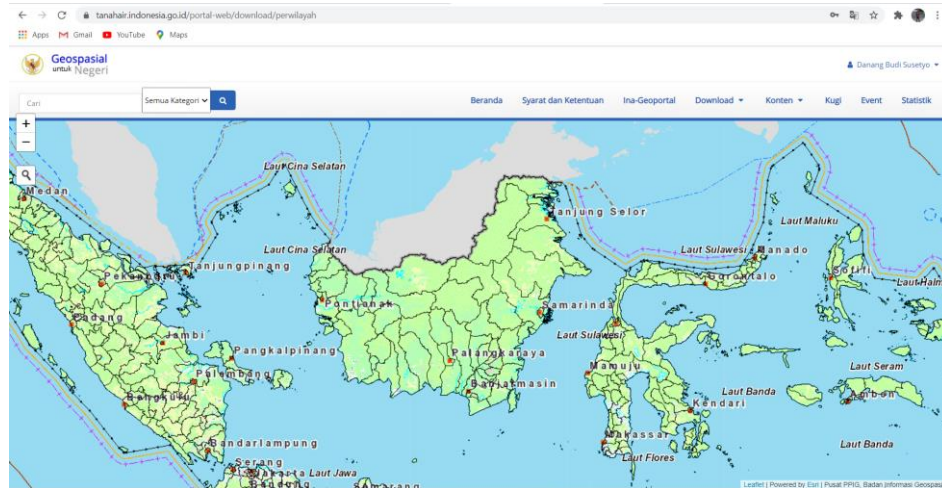 tanahair.indonesia.go.id/portal-web/download/perwilayah
Apps Gmail YouTube Maps
Geospasial
untuk Negeri
Danang Budi Susetyo
Cari Semua Kategori Beranda Syarat dan Ketentuan Ina-Geoportal Download Konten Kugi Event Statistik
+
−
Laut Cina Selatan
Medan
Tanjung Selor
Laut Maluku
Laut Cina Selatan
Laut Sulawesi
Manado
Tanjungpinang
Pekanbaru
Gorontalo
Sofifi
Laut Halm
Pontianak
Samarinda
Padang
Jambi
Laut Sulawesi
Pangkalpinang
Palangkaraya
Mamuju
Laut Seram
Palembang
Banjarmasin
Laut Banda
Ambon
Bengkulu
Kendari
Makassar
Bandarlampung
Laut Banda
Laut Flores
Serang
Jakarta Laut Jawa
Bandung
Semarang
Leaflet | Powered by Esri | Pusat PPIG, Badan Informasi Geospas